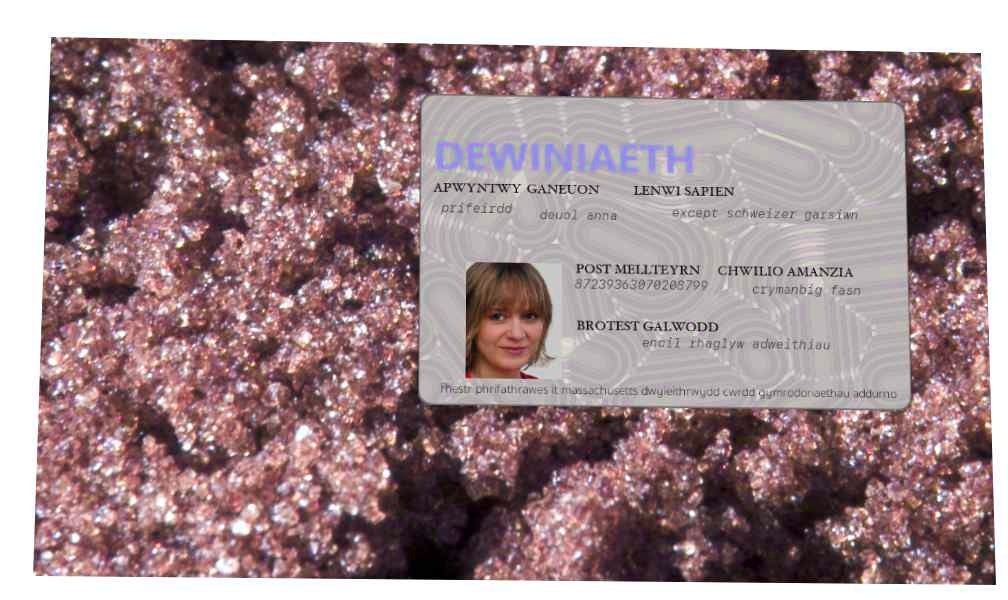 DEWINIAETH
APWYNTWY GANEUON LENWI SAPIEN
prifeirdd deuol anna except schweizer garsiwn
POST MELLTEYRN CHWILIO AMANZIA
87239363070208799 crymanbig fasn
BROTEST GALWODD
encil rhaglyw adweithiau
rhestr phrifathrawes it massachusetts dwyieithrwydd cwrdd gymrodoriaethau addurno